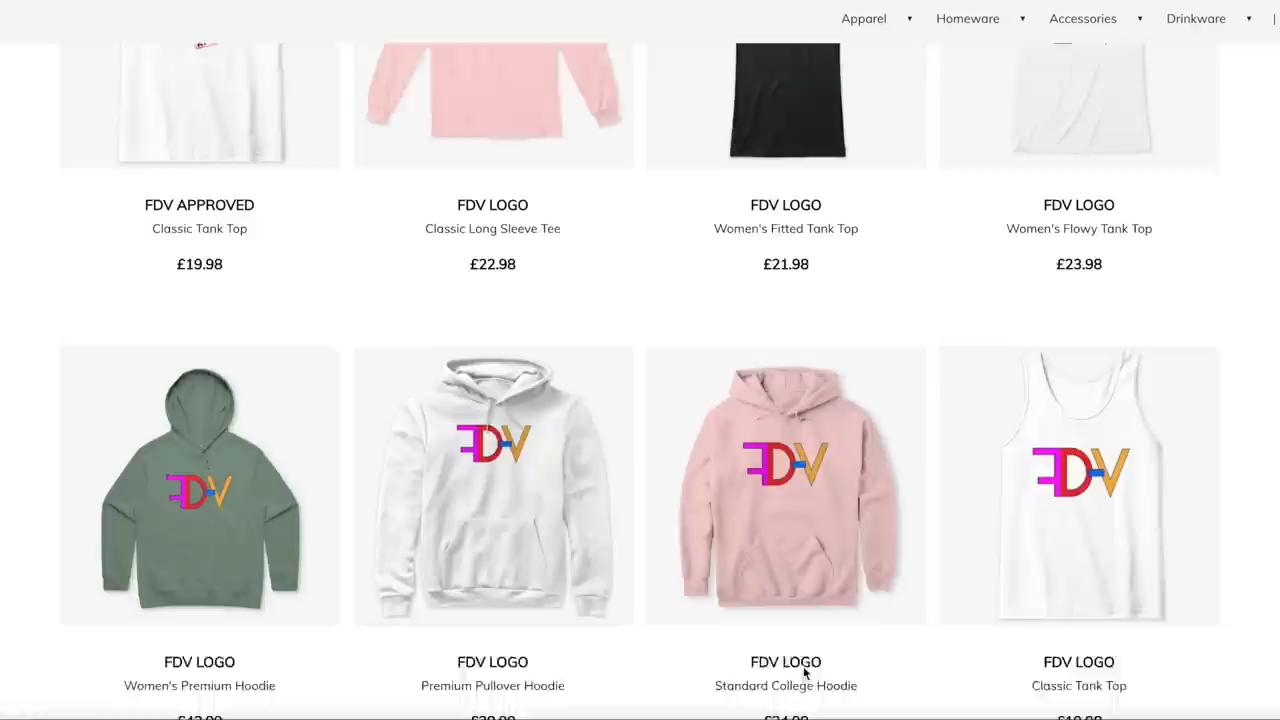 Apparel ▾ Homeware ▾ Accessories ▾ Drinkware ▾
FDV APPROVED
Classic Tank Top
£19.98
FDV LOGO
Classic Long Sleeve Tee
£22.98
FDV LOGO
Women's Fitted Tank Top
£21.98
FDV LOGO
Women's Flowy Tank Top
£23.98
FDV
FDV
FDV
FDV
FDV LOGO
Women's Premium Hoodie
FDV LOGO
Premium Pullover Hoodie
FDV LOGO
Standard College Hoodie
FDV LOGO
Classic Tank Top